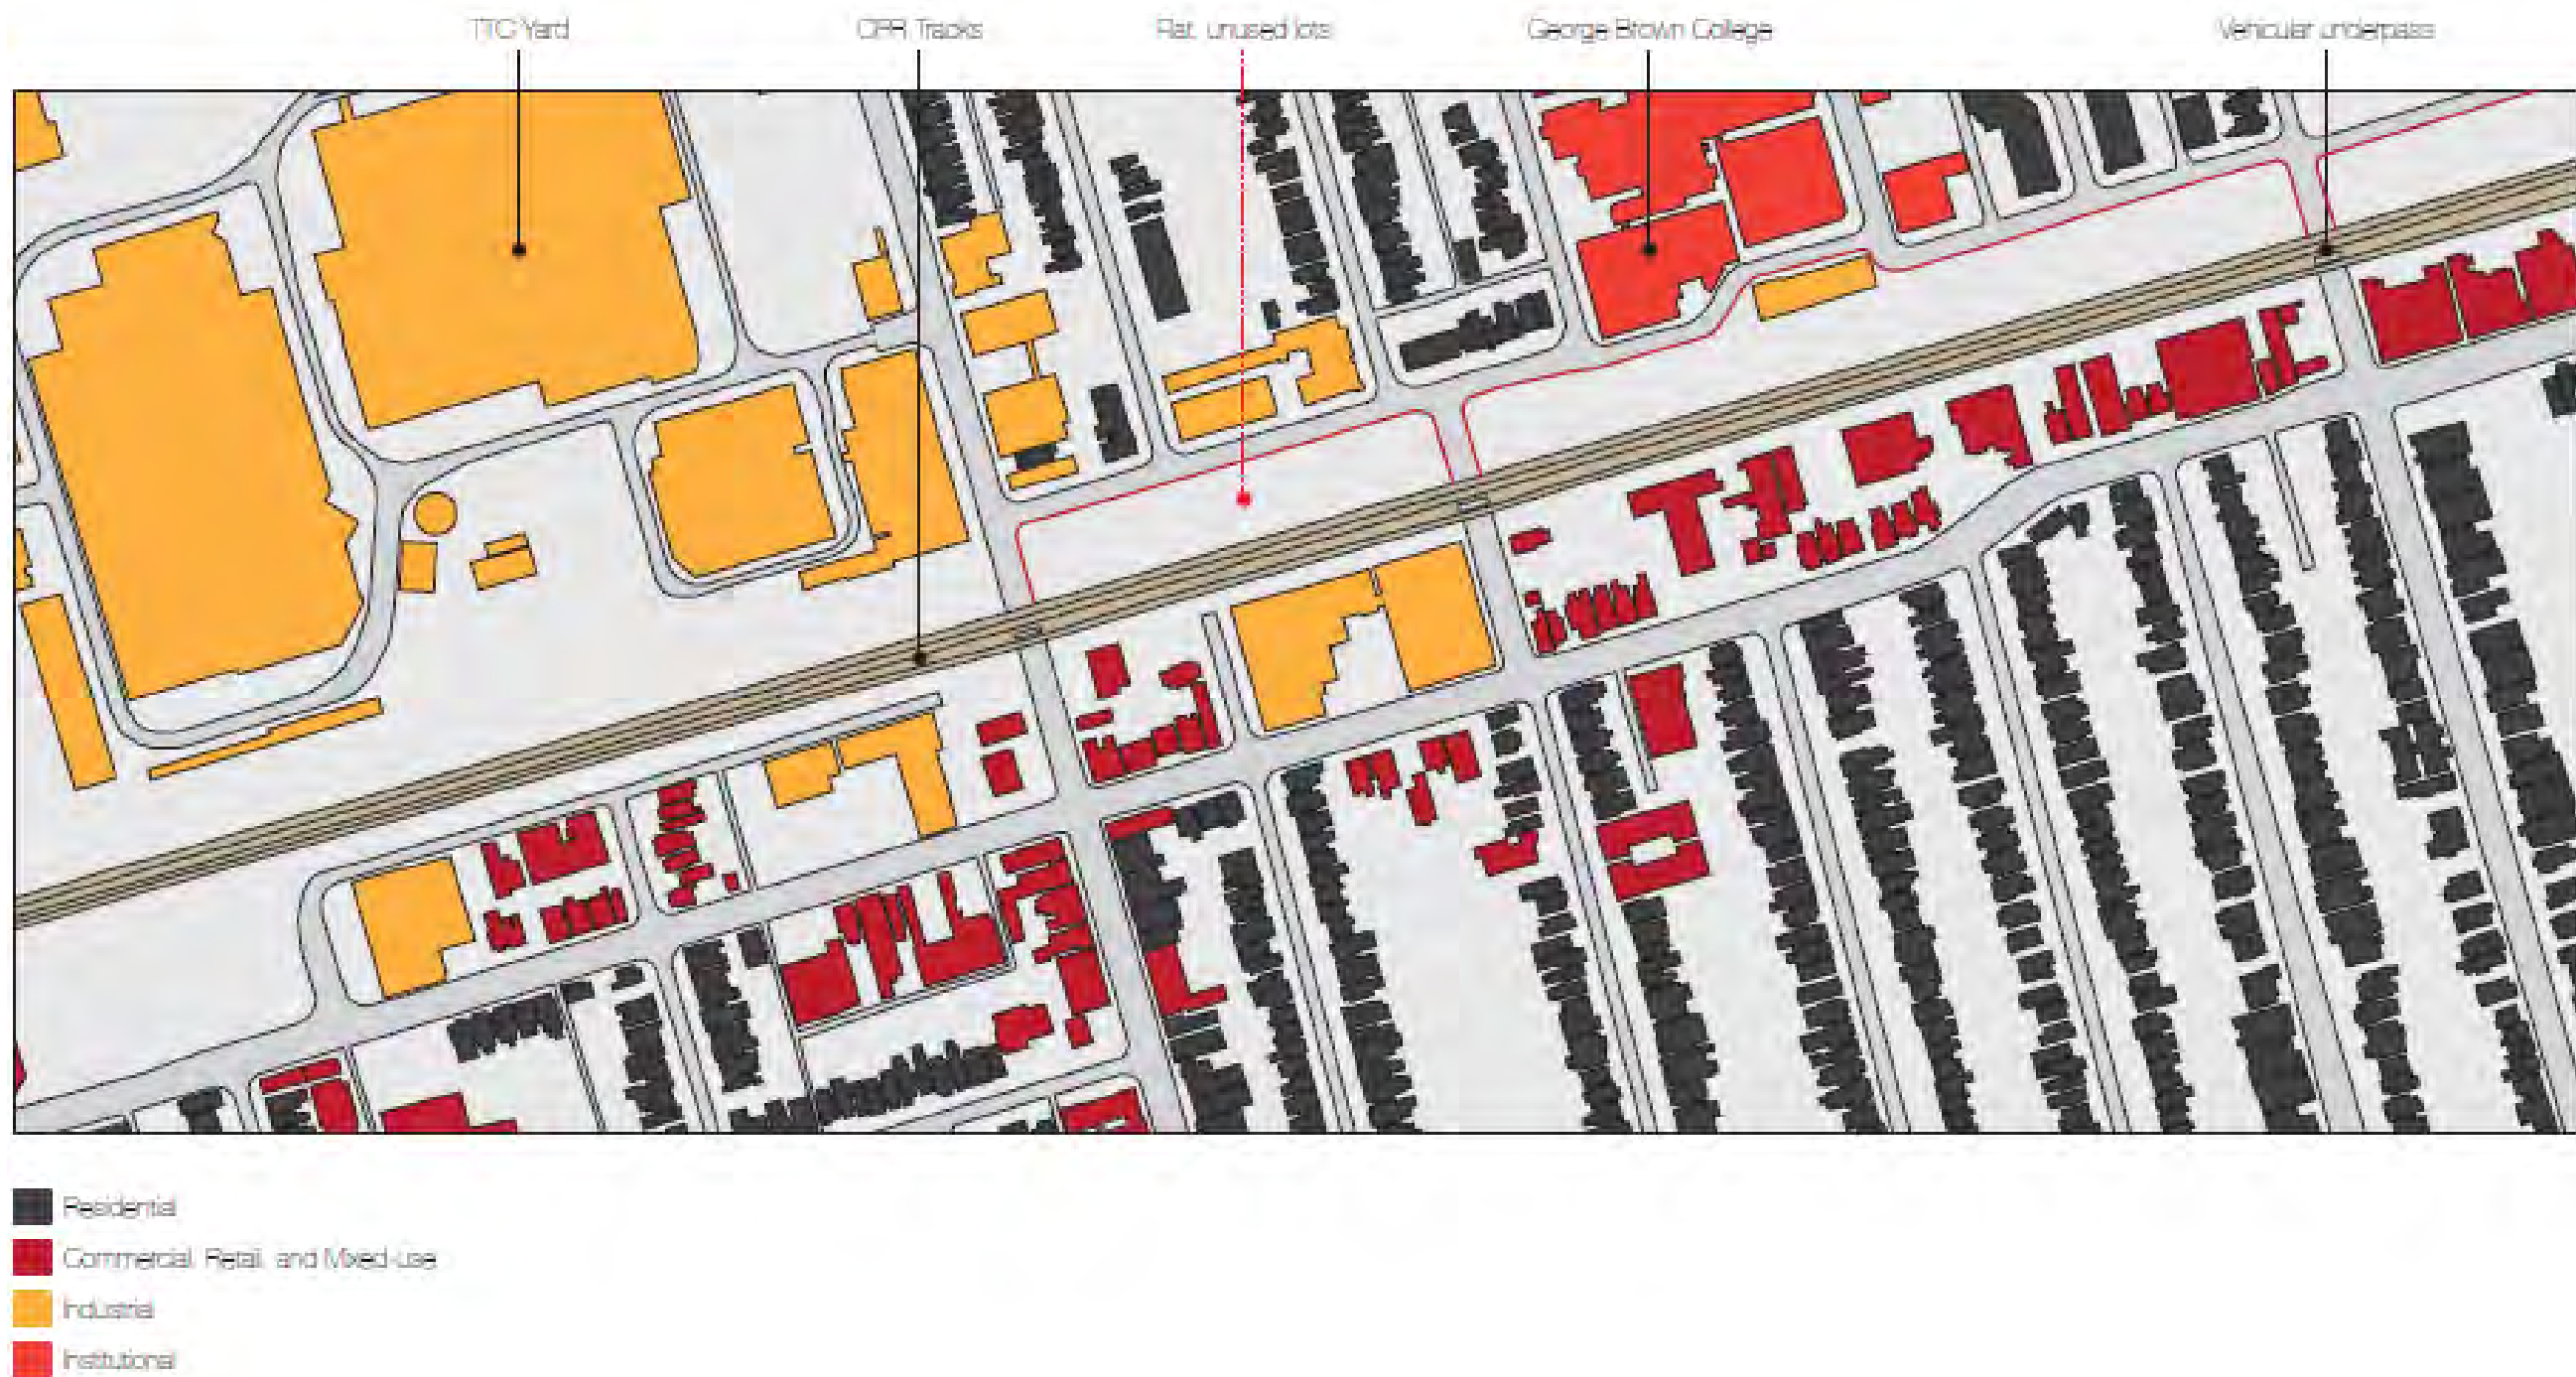 TTC Yard
CPR Tracks
Flat, unused lots
George Brown College
Vehicular underpass
Residential
Commercial, Retail, and Mixed-use
Industrial
Institutional